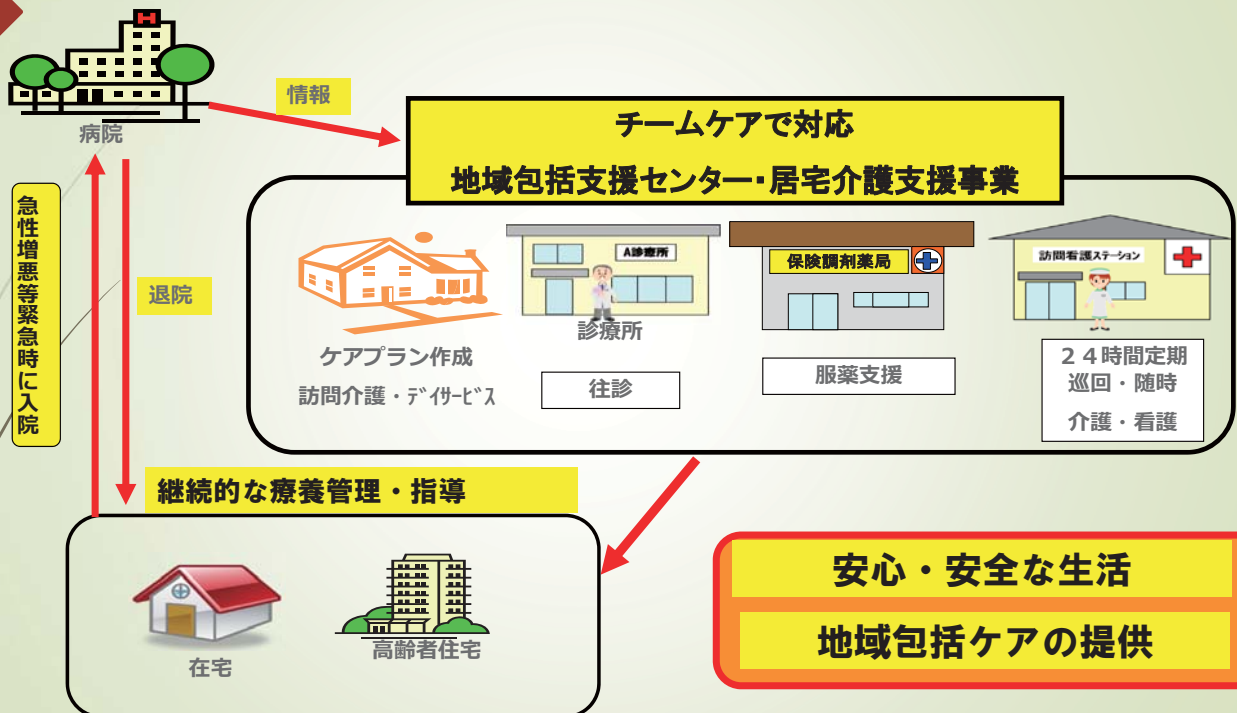 H
病院
情報
チームケアで対応
地域包括支援センター・居宅介護支援事業
急性増悪等緊急時に入院
退院
A診療所
保険調剤薬局
訪問看護ステーション
診療所
ケアプラン作成
訪問介護・ﾃﾞｲｻｰﾋﾞｽ
往診
服薬支援
24時間定期
巡回・随時
介護・看護
継続的な療養管理・指導
在宅
高齢者住宅
安心・安全な生活
地域包括ケアの提供